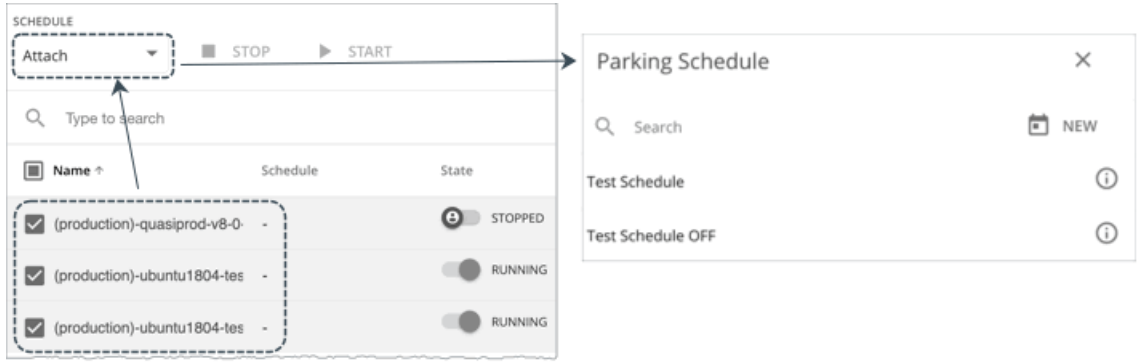 SCHEDULE
Attach STOP START
Type to search
Name ↑ Schedule State
(production)-quasiprod-v8-0- - STOPPED
(production)-ubuntu1804-tes - RUNNING
(production)-ubuntu1804-tes - RUNNING
Parking Schedule
Search NEW
Test Schedule
Test Schedule OFF